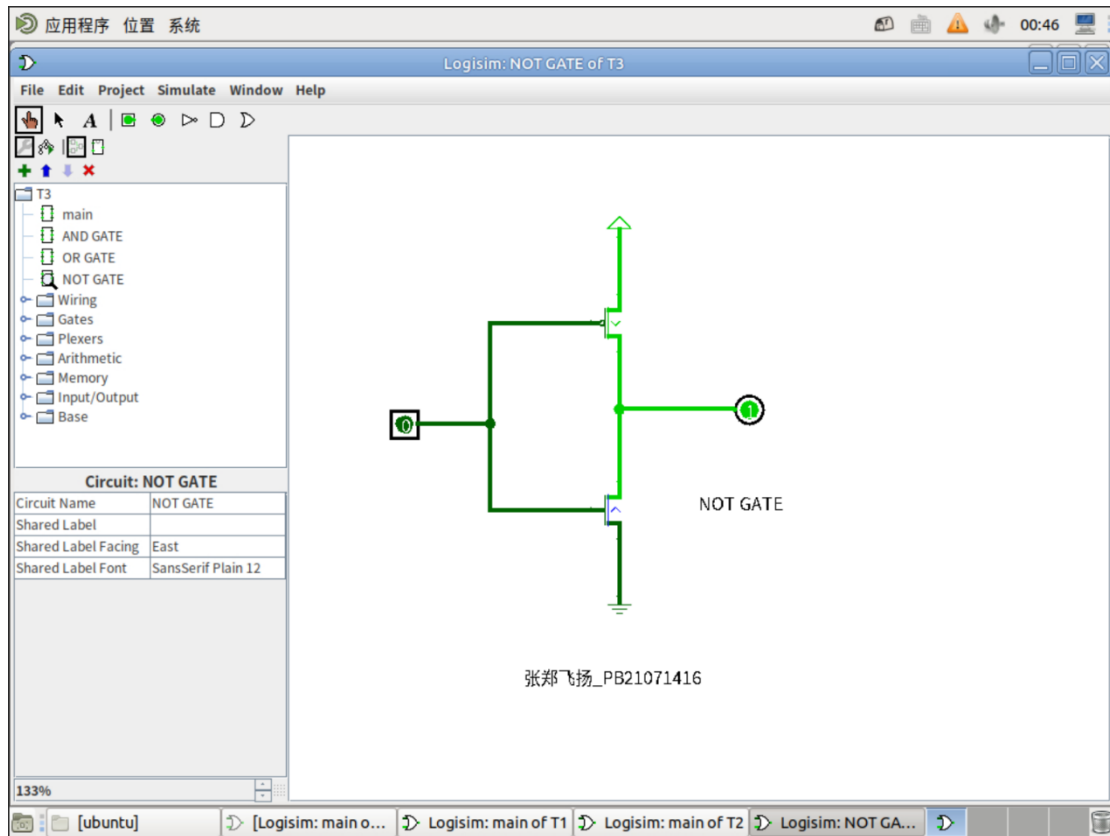 应用程序 位置 系统 00:46
Logisim: NOT GATE of T3
File Edit Project Simulate Window Help
A
T3
main
AND GATE
OR GATE
NOT GATE
Wiring
Gates
Plexers
Arithmetic
Memory
Input/Output
Base
Circuit: NOT GATE
Circuit Name NOT GATE
Shared Label
Shared Label Facing East
Shared Label Font SansSerif Plain 12
133%
0
1
NOT GATE
张郑飞扬_PB21071416
[ubuntu] [Logisim: main o... Logisim: main of T1 Logisim: main of T2 Logisim: NOT GA...